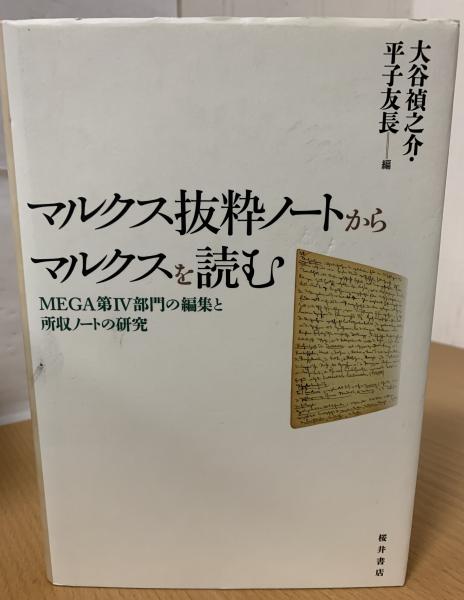 大谷禎之介・
平子友長──編
マルクス抜粋ノートから
マルクスを読む
MEGA第Ⅳ部門の編集と
所収ノートの研究
桜井書店